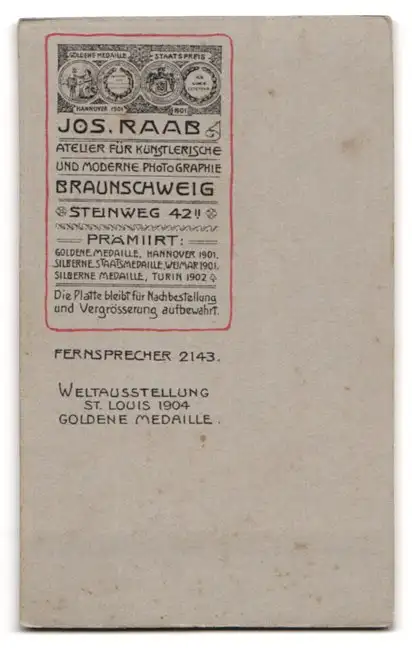 GOLDENE MEDAILLE STAATSPREIS
HANNOVER 1901 1901
JOS. RAAB
ATELIER FÜR KÜNSTLERISCHE
UND MODERNE PHOTOGRAPHIE
BRAUNSCHWEIG
STEINWEG 42II
PRÄMIIRT:
GOLDENE MEDAILLE, HANNOVER 1901.
SILBERNE STAATSMEDAILLE, WEIMAR 1901.
SILBERNE MEDAILLE, TURIN 1902
Die Platte bleibt für Nachbestellung
und Vergrösserung aufbewahrt.
FERNSPRECHER 2143.
WELTAUSSTELLUNG
ST. LOUIS 1904
GOLDENE MEDAILLE.